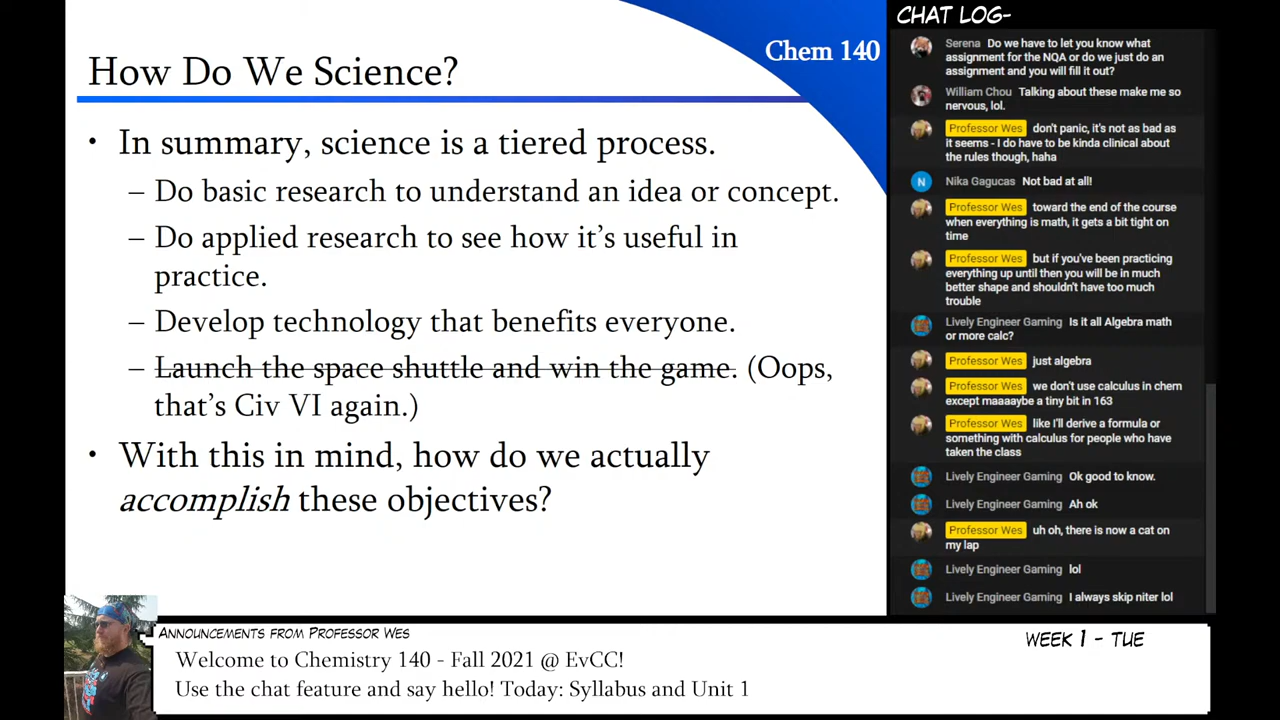 How Do We Science?
Chem 140
• In summary, science is a tiered process.
– Do basic research to understand an idea or concept.
– Do applied research to see how it's useful in
practice.
– Develop technology that benefits everyone.
– Launch the space shuttle and win the game. (Oops,
that's Civ VI again.)
• With this in mind, how do we actually
accomplish these objectives?
CHAT LOG-
Serena Do we have to let you know what
assignment for the NQA or do we just do an
assignment and you will fill it out?
William Chou Talking about these make me so
nervous, lol.
Professor Wes don't panic, it's not as bad as
it seems - I do have to be kinda clinical about
the rules though, haha
N Nika Gagucas Not bad at all!
Professor Wes toward the end of the course
when everything is math, it gets a bit tight on
time
Professor Wes but if you've been practicing
everything up until then you will be in much
better shape and shouldn't have too much
trouble
Lively Engineer Gaming Is it all Algebra math
or more calc?
Professor Wes just algebra
Professor Wes we don't use calculus in chem
except maaaaybe a tiny bit in 163
Professor Wes like I'll derive a formula or
something with calculus for people who have
taken the class
Lively Engineer Gaming Ok good to know.
Lively Engineer Gaming Ah ok
Professor Wes uh oh, there is now a cat on
my lap
Lively Engineer Gaming lol
Lively Engineer Gaming I always skip niter lol
ANNOUNCEMENTS FROM PROFESSOR WES
WEEK 1 - TUE
Welcome to Chemistry 140 - Fall 2021 @ EvCC!
Use the chat feature and say hello! Today: Syllabus and Unit 1